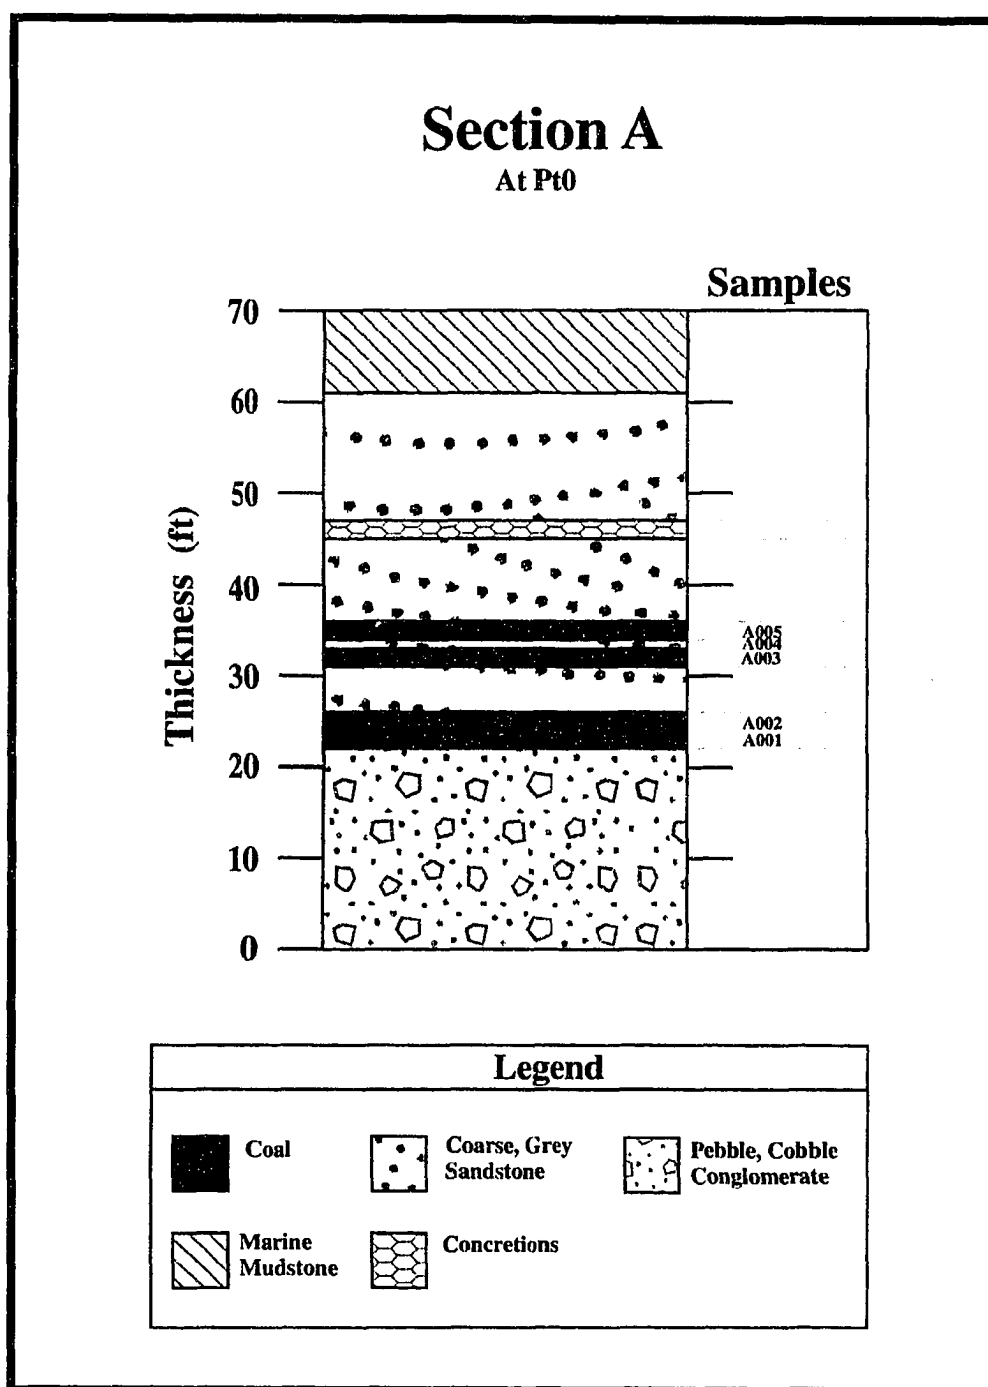 Section A
At Pt0
Samples
70
60
50
40
30
20
10
0
Thickness (ft)
A005
A004
A003
A002
A001
Legend
Coal
Coarse, Grey
Sandstone
Pebble, Cobble
Conglomerate
Marine
Mudstone
Concretions